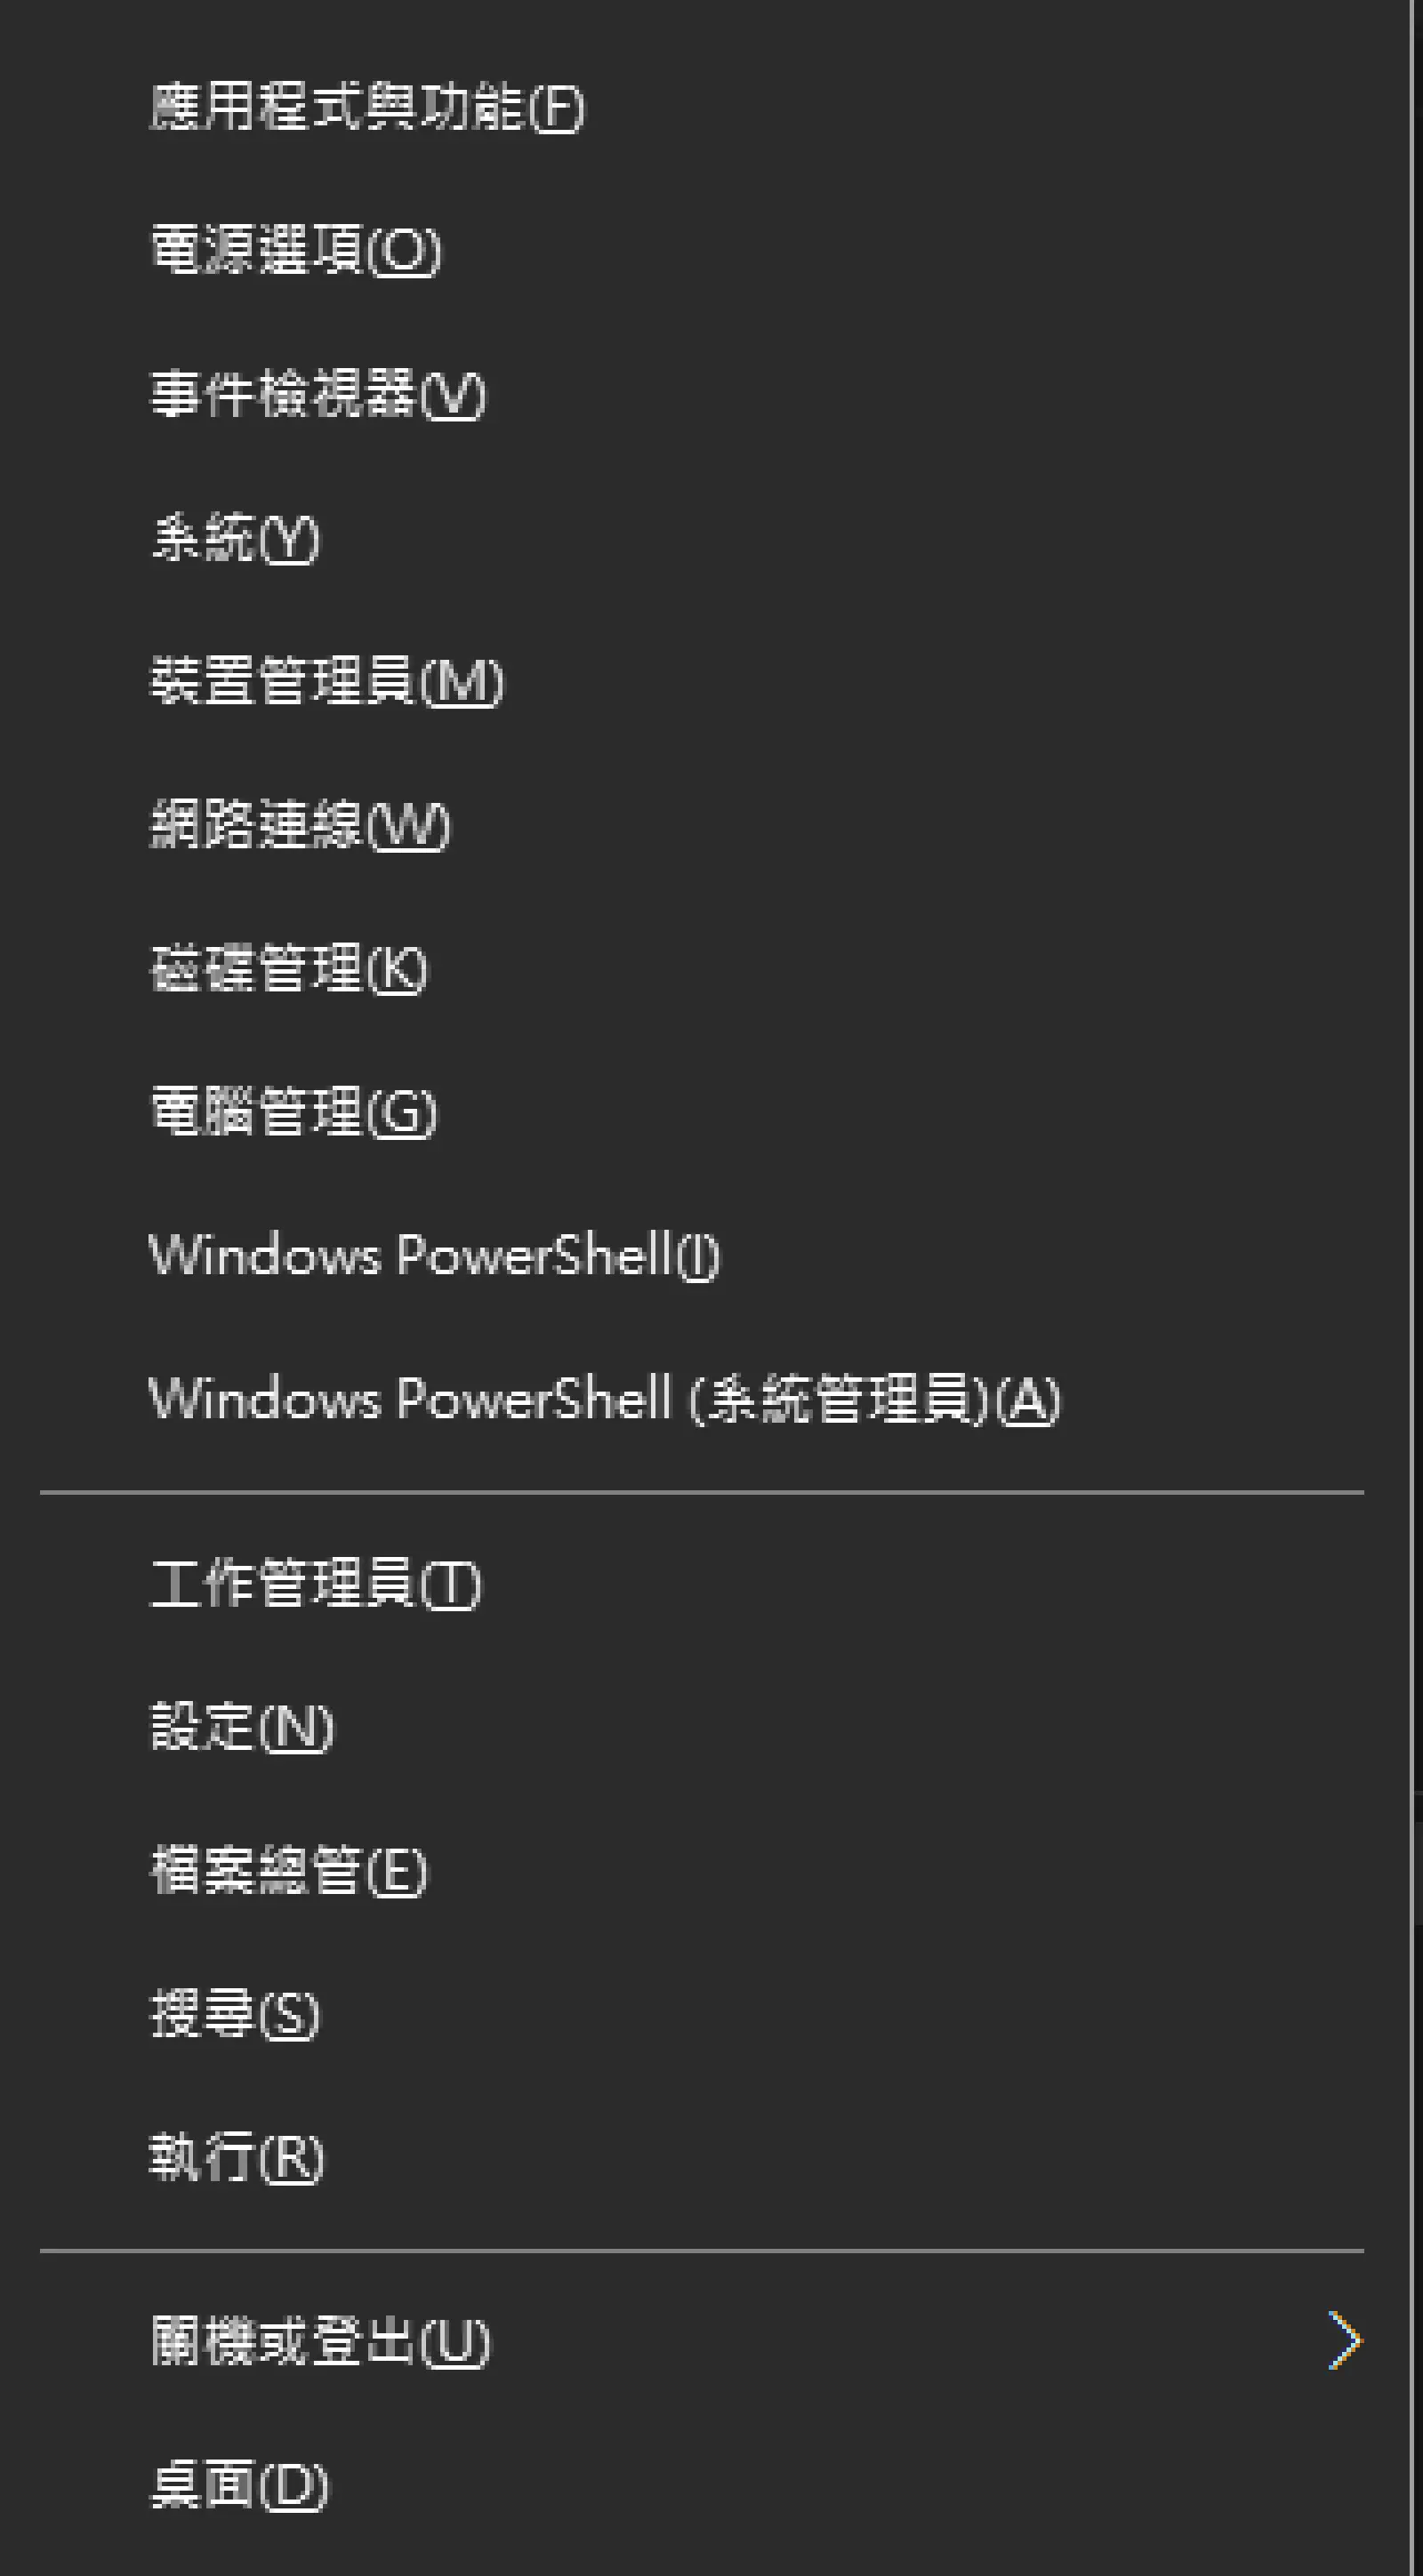 應用程式與功能(F)
電源選項(O)
事件檢視器(V)
系統(Y)
裝置管理員(M)
網路連線(W)
磁碟管理(K)
電腦管理(G)
Windows PowerShell(I)
Windows PowerShell (系統管理員)(A)
工作管理員(T)
設定(N)
檔案總管(E)
搜尋(S)
執行(R)
關機或登出(U)
桌面(D)